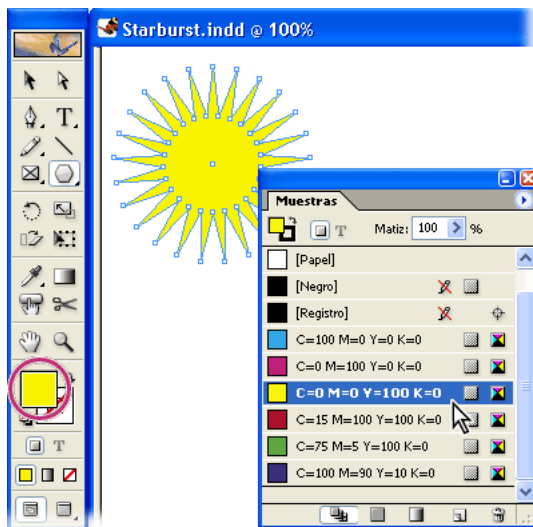 Starburst.indd @ 100%
T
Muestras
T Matiz: 100 %
[Papel]
[Negro]
[Registro]
C=100 M=0 Y=0 K=0
C=0 M=100 Y=0 K=0
C=0 M=0 Y=100 K=0
C=15 M=100 Y=100 K=0
C=75 M=5 Y=100 K=0
C=100 M=90 Y=10 K=0
T